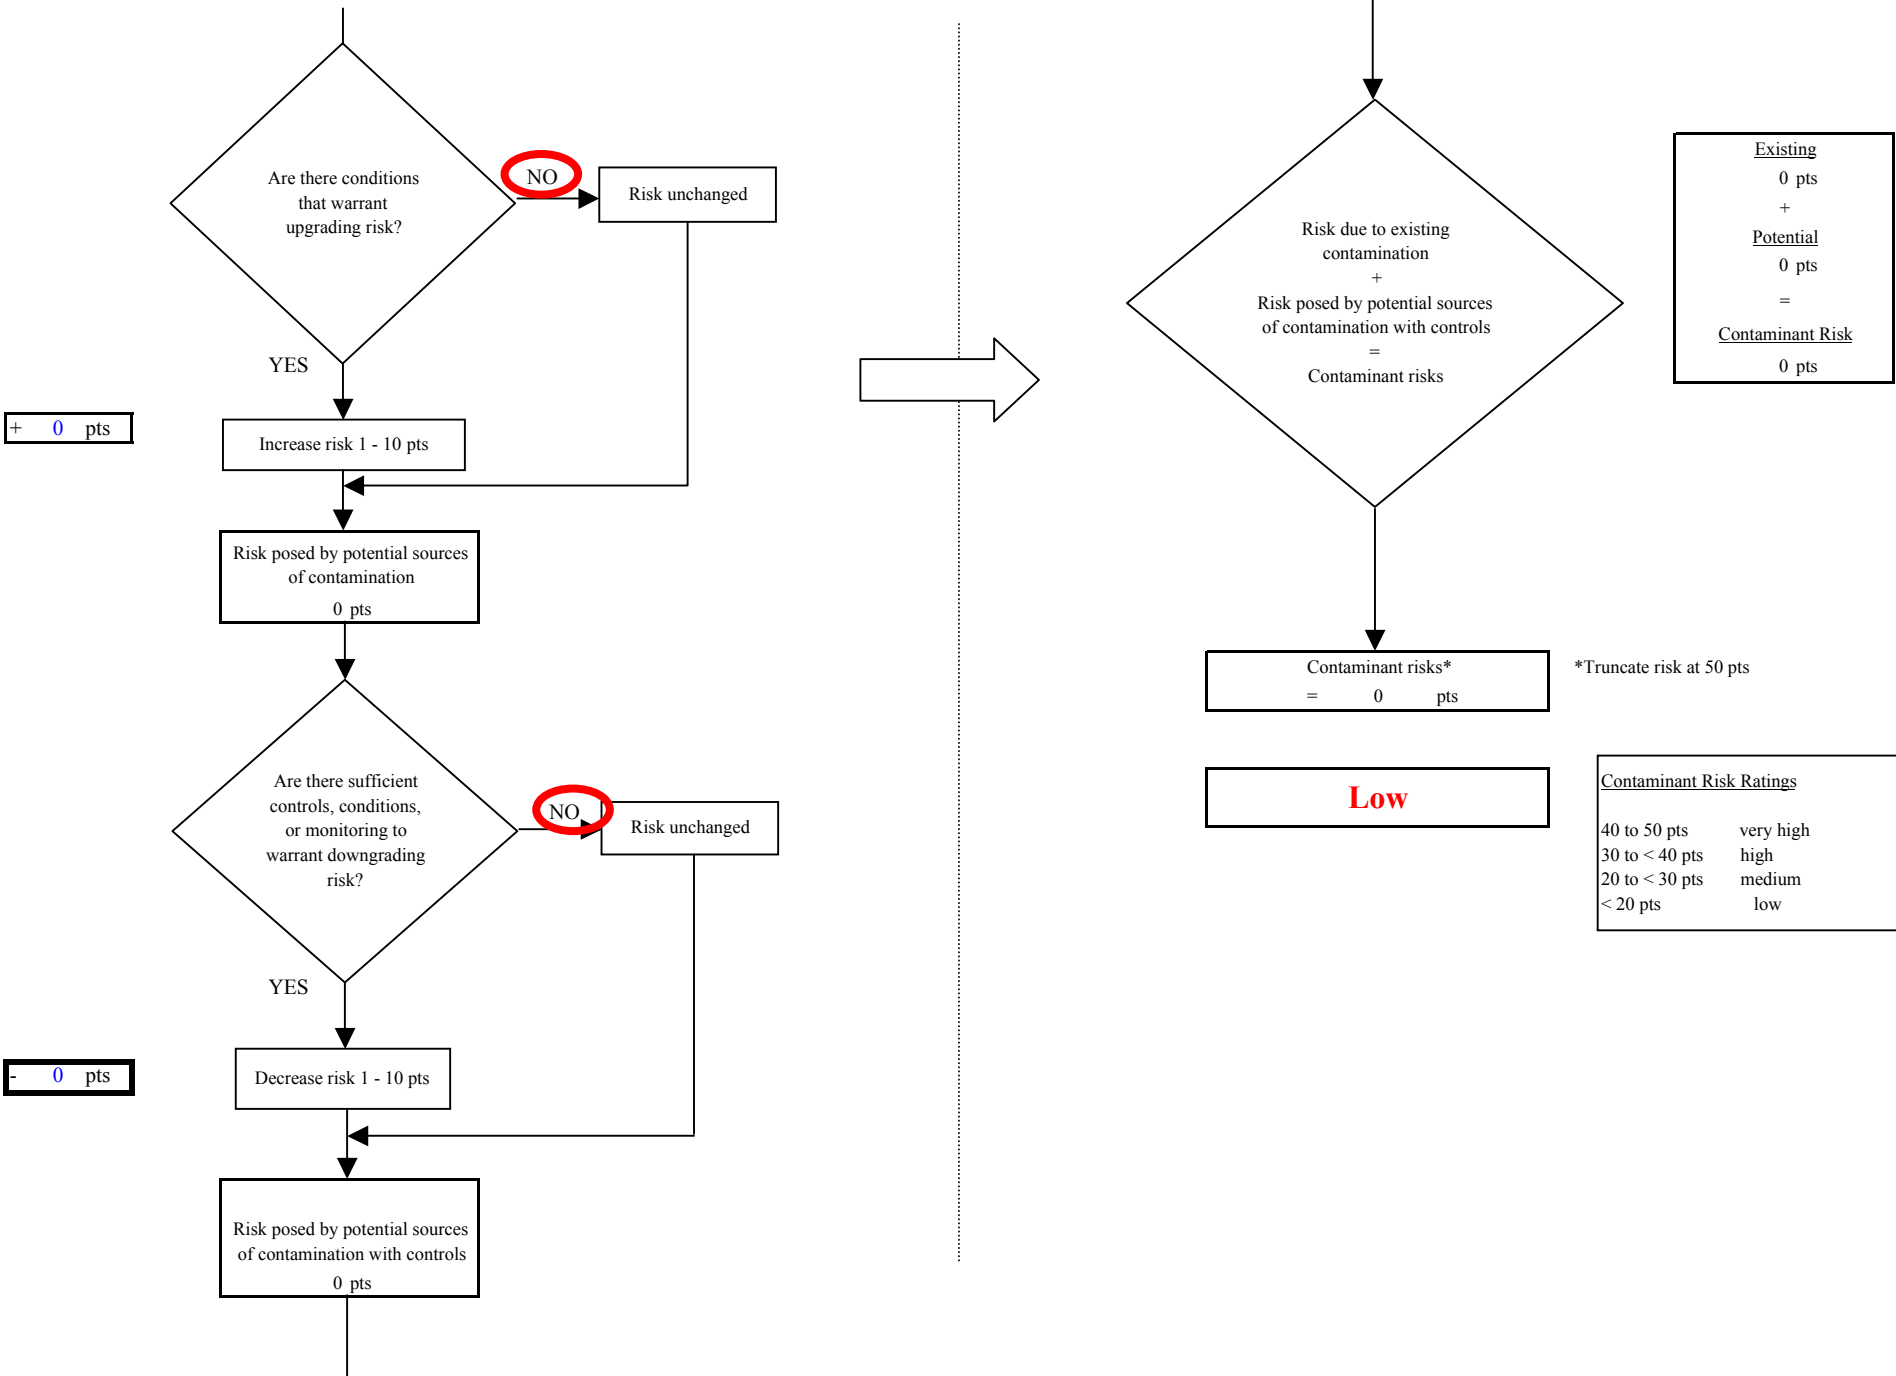 Are there conditions
that warrant
upgrading risk?
NO
Risk unchanged
YES
+ 0 pts
Increase risk 1 - 10 pts
Risk posed by potential sources
of contamination
0 pts
Are there sufficient
controls, conditions,
or monitoring to
warrant downgrading
risk?
NO
Risk unchanged
YES
- 0 pts
Decrease risk 1 - 10 pts
Risk posed by potential sources
of contamination with controls
0 pts
Risk due to existing
contamination
+
Risk posed by potential sources
of contamination with controls
=
Contaminant risks
Existing
0 pts
+
Potential
0 pts
=
Contaminant Risk
0 pts
Contaminant risks*
= 0 pts
*Truncate risk at 50 pts
Low
Contaminant Risk Ratings
40 to 50 pts very high
30 to < 40 pts high
20 to < 30 pts medium
< 20 pts low